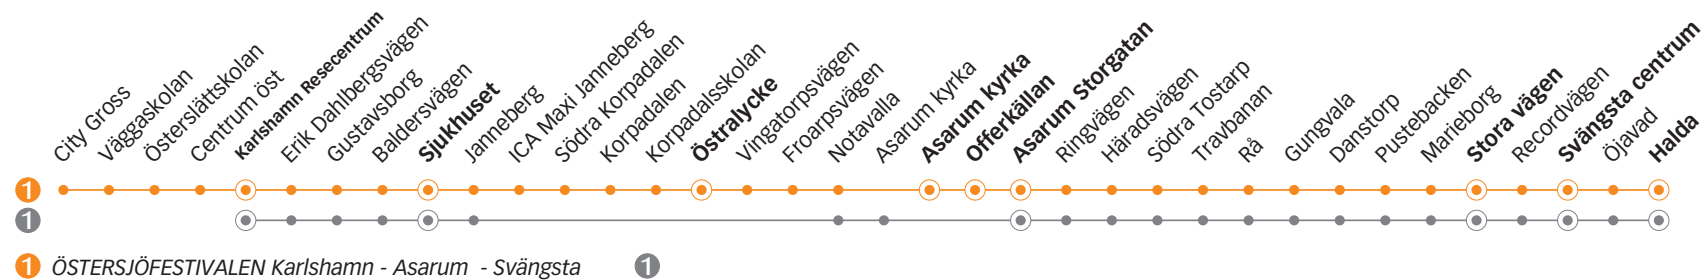 City Gross
Väggaskolan
Österslättskolan
Centrum öst
Karlshamn Resecentrum
Erik Dahlbergsvägen
Gustavsborg
Baldersvägen
Sjukhuset
Janneberg
ICA Maxi Janneberg
Södra Korpadalen
Korpadalen
Korpadalsskolan
Östralycke
Vingatorpsvägen
Froarpsvägen
Notavalla
Asarum Kyrka
Asarum Kyrka
Offerkällan
Asarum Storgatan
Ringvägen
Häradsvägen
Södra Tostarp
Travbanan
Rå
Gungvala
Danstorp
Pustebacken
Marieborg
Stora vägen
Recordvägen
Svängsta centrum
Öjavad
Halda
1
1
1 ÖSTERSJÖFESTIVALEN Karlshamn - Asarum - Svängsta 1